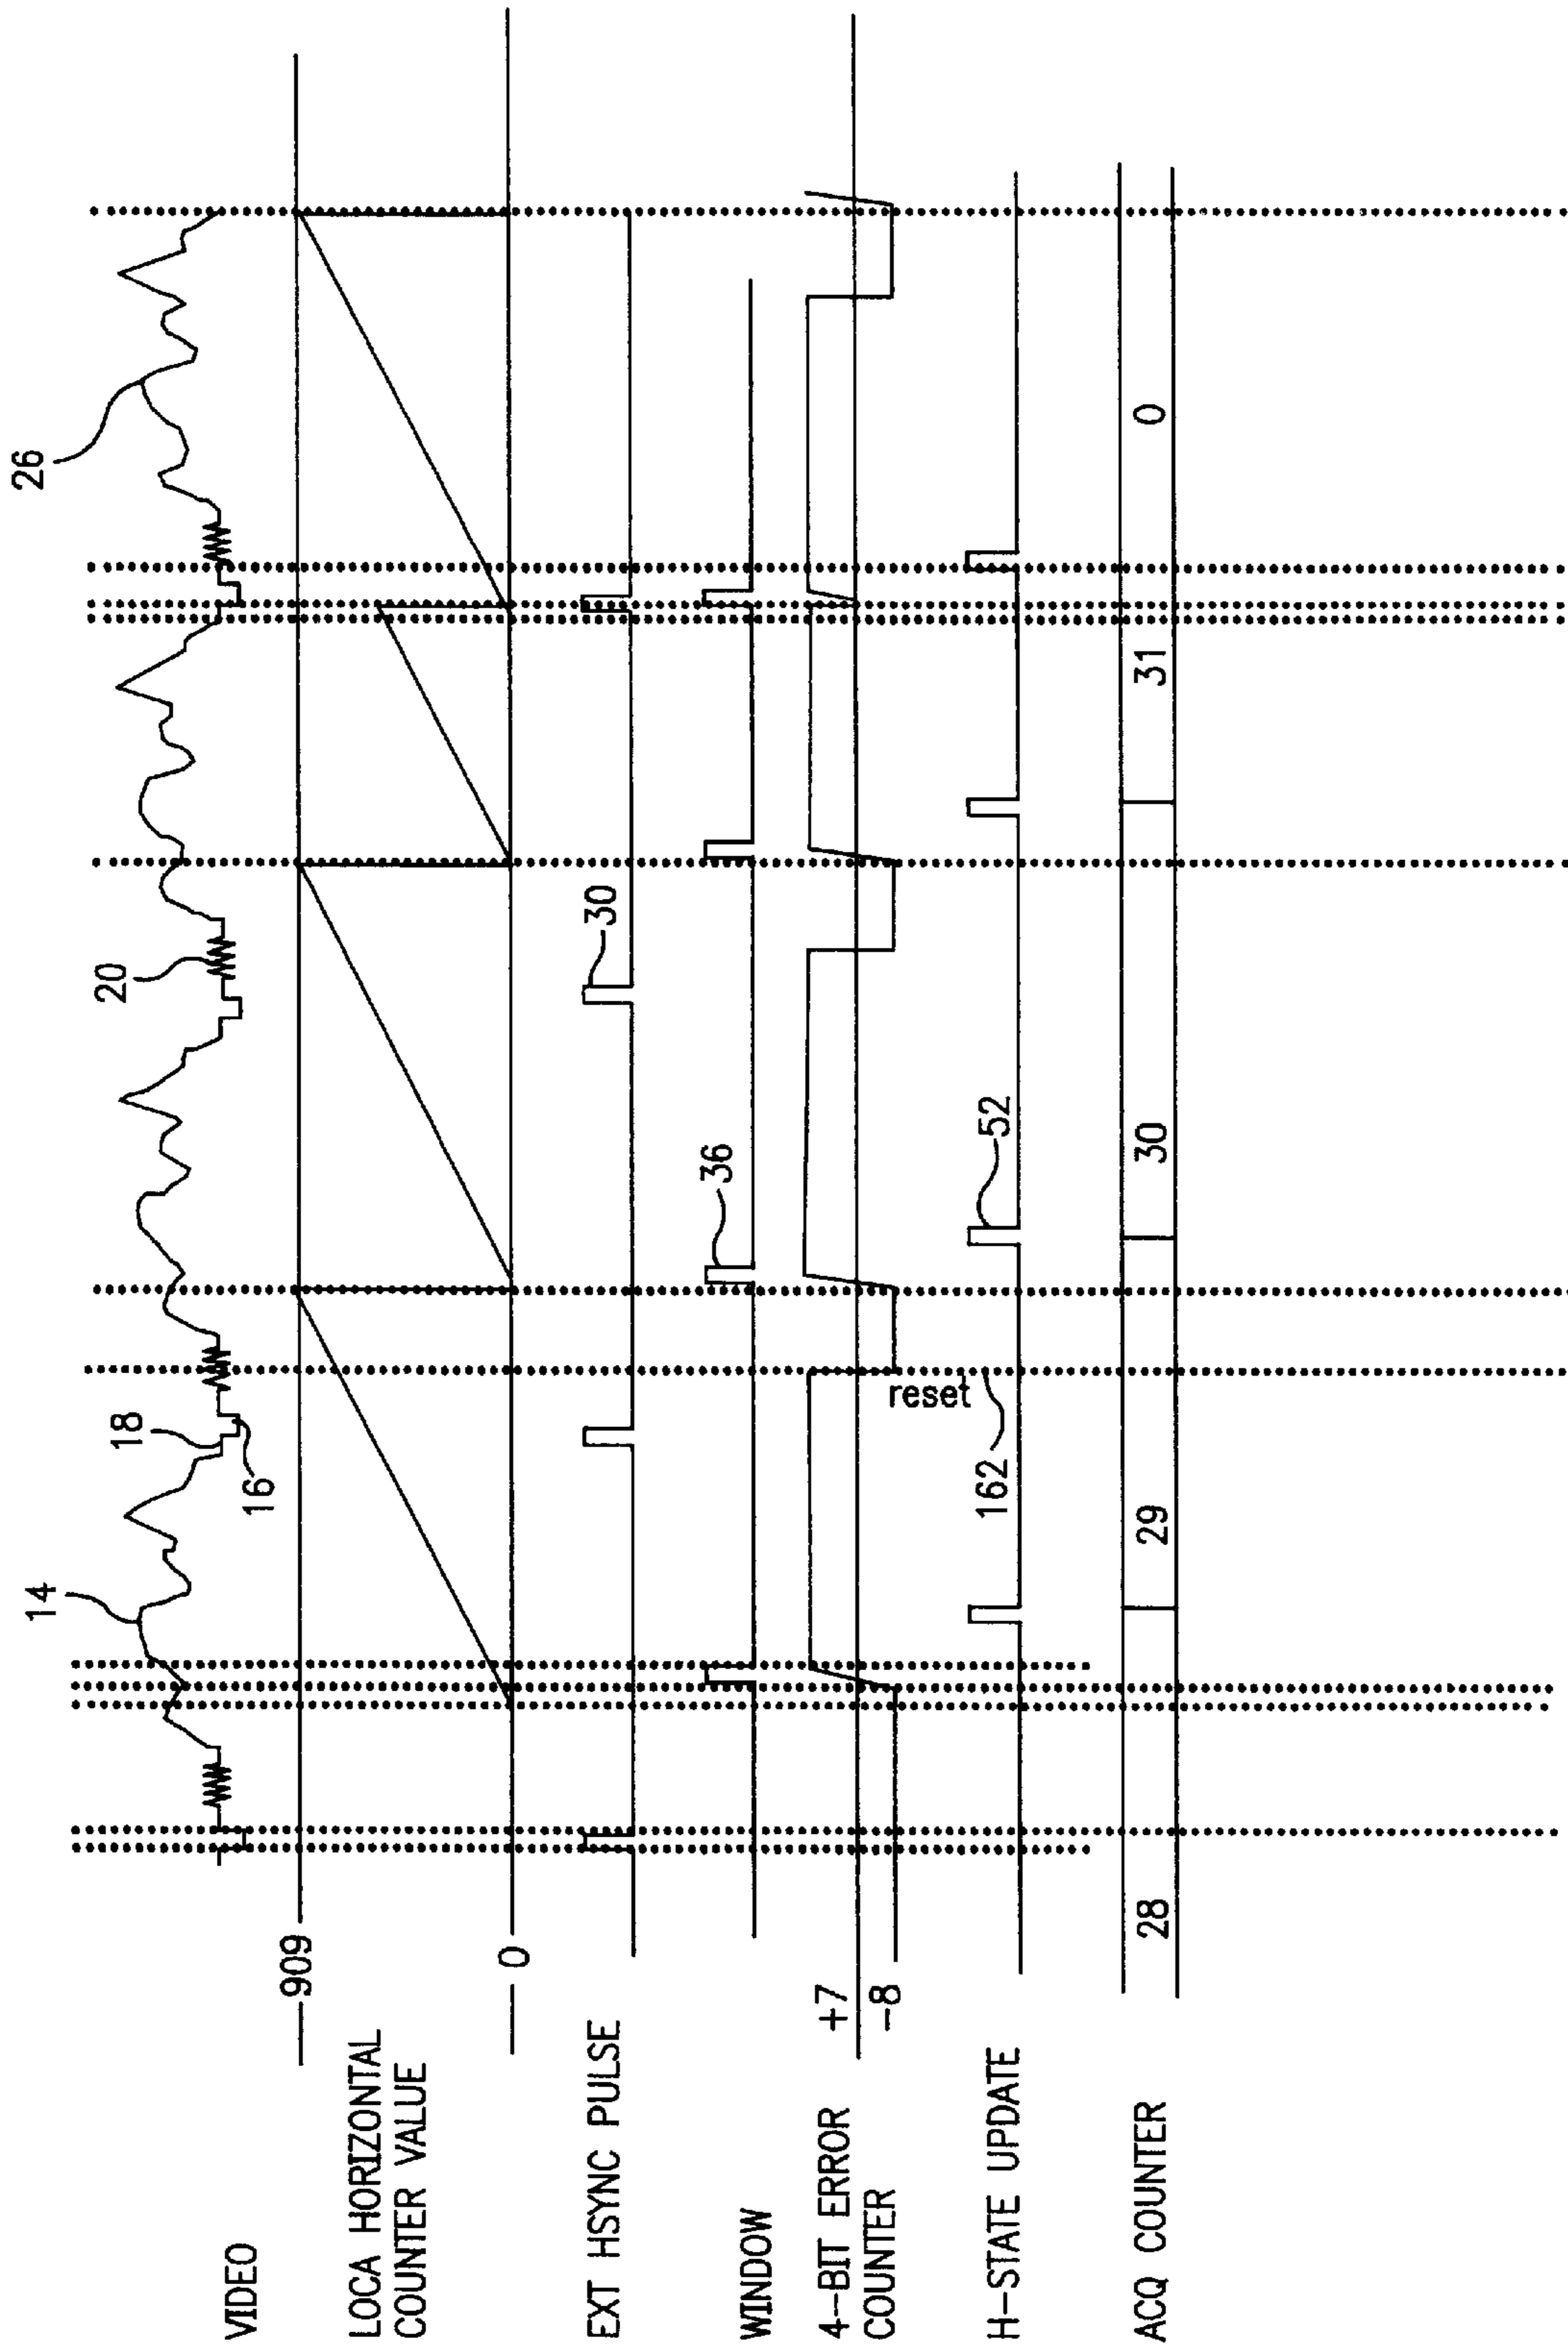 VIDEO
14
16
18
20
26
LOCA HORIZONTAL
COUNTER VALUE
909
0
EXT HSYNC PULSE
30
WINDOW
36
4-BIT ERROR
COUNTER
+7
-8
reset
H-STATE UPDATE
162
52
ACQ COUNTER
28
29
30
31
0